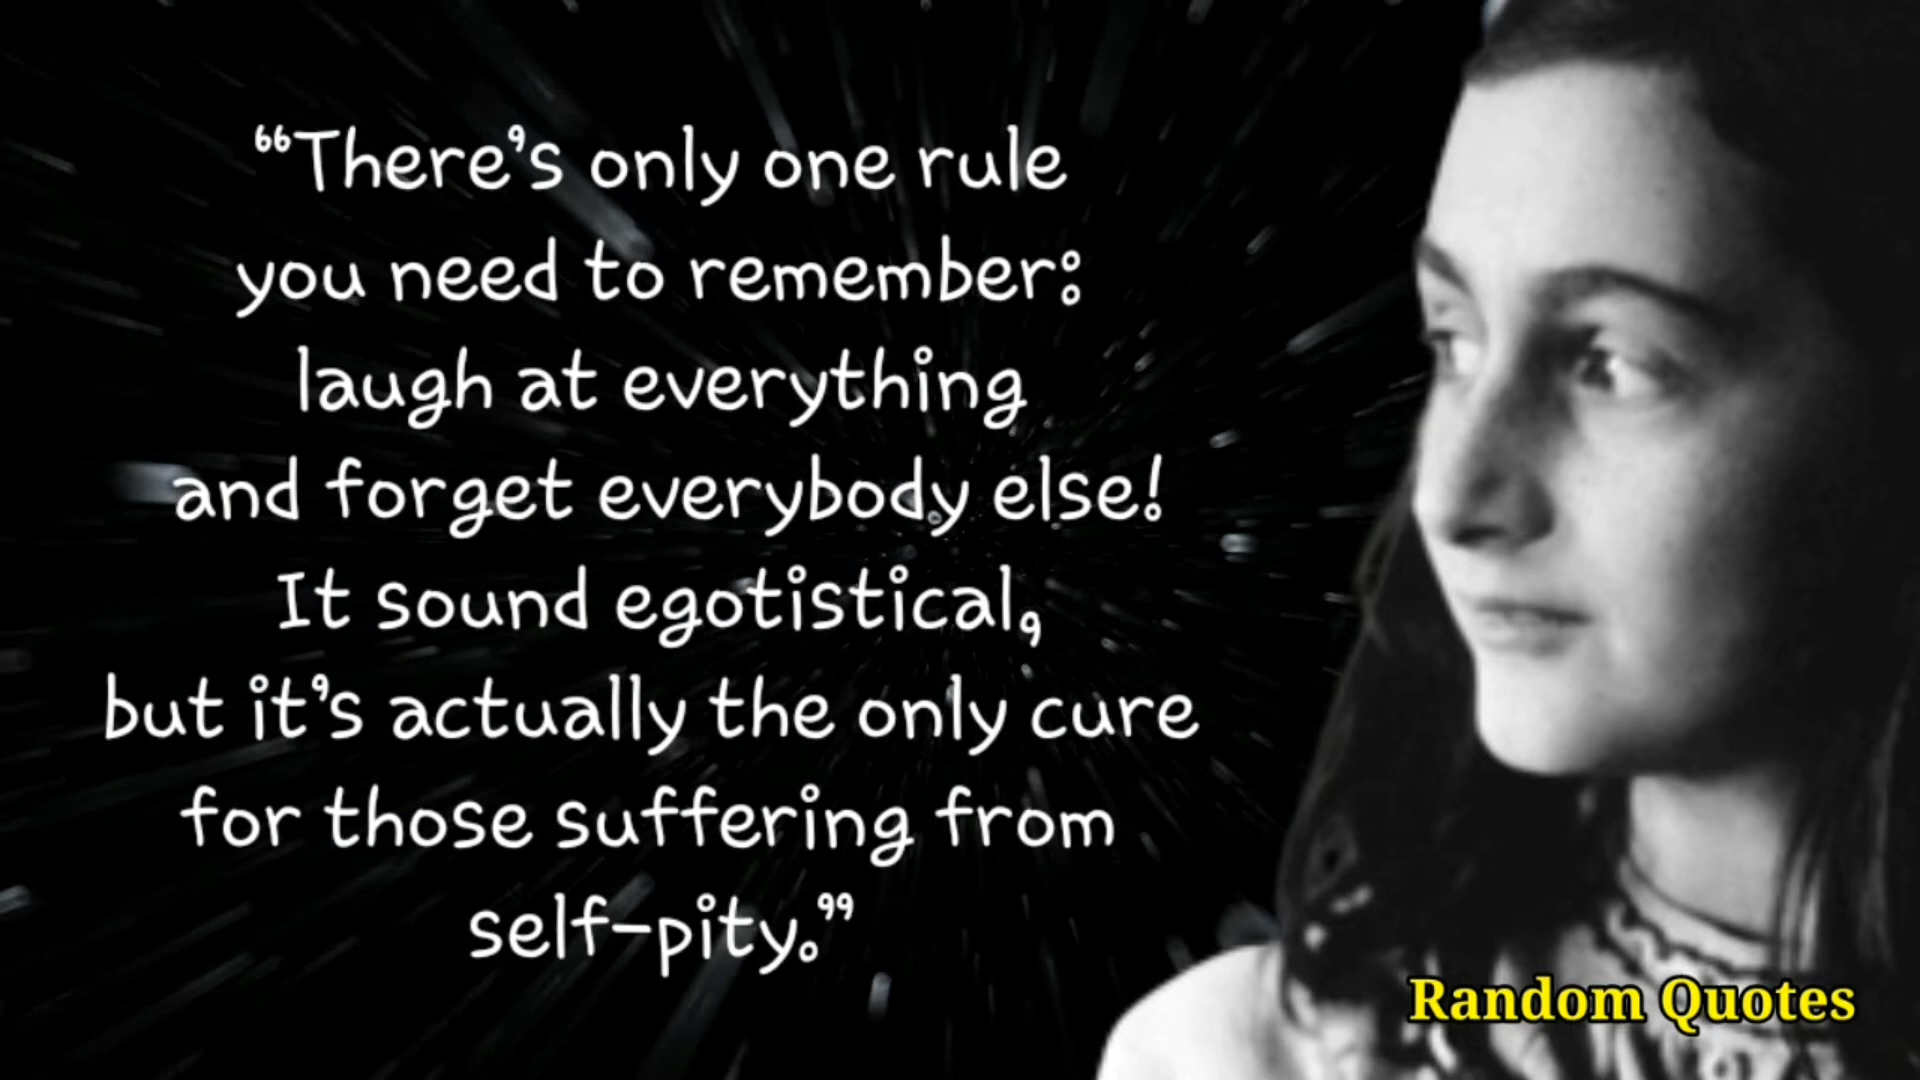 “There’s only one rule
you need to remember:
laugh at everything
and forget everybody else!
It sound egotistical,
but it’s actually the only cure
for those suffering from
self-pity.”
Random Quotes